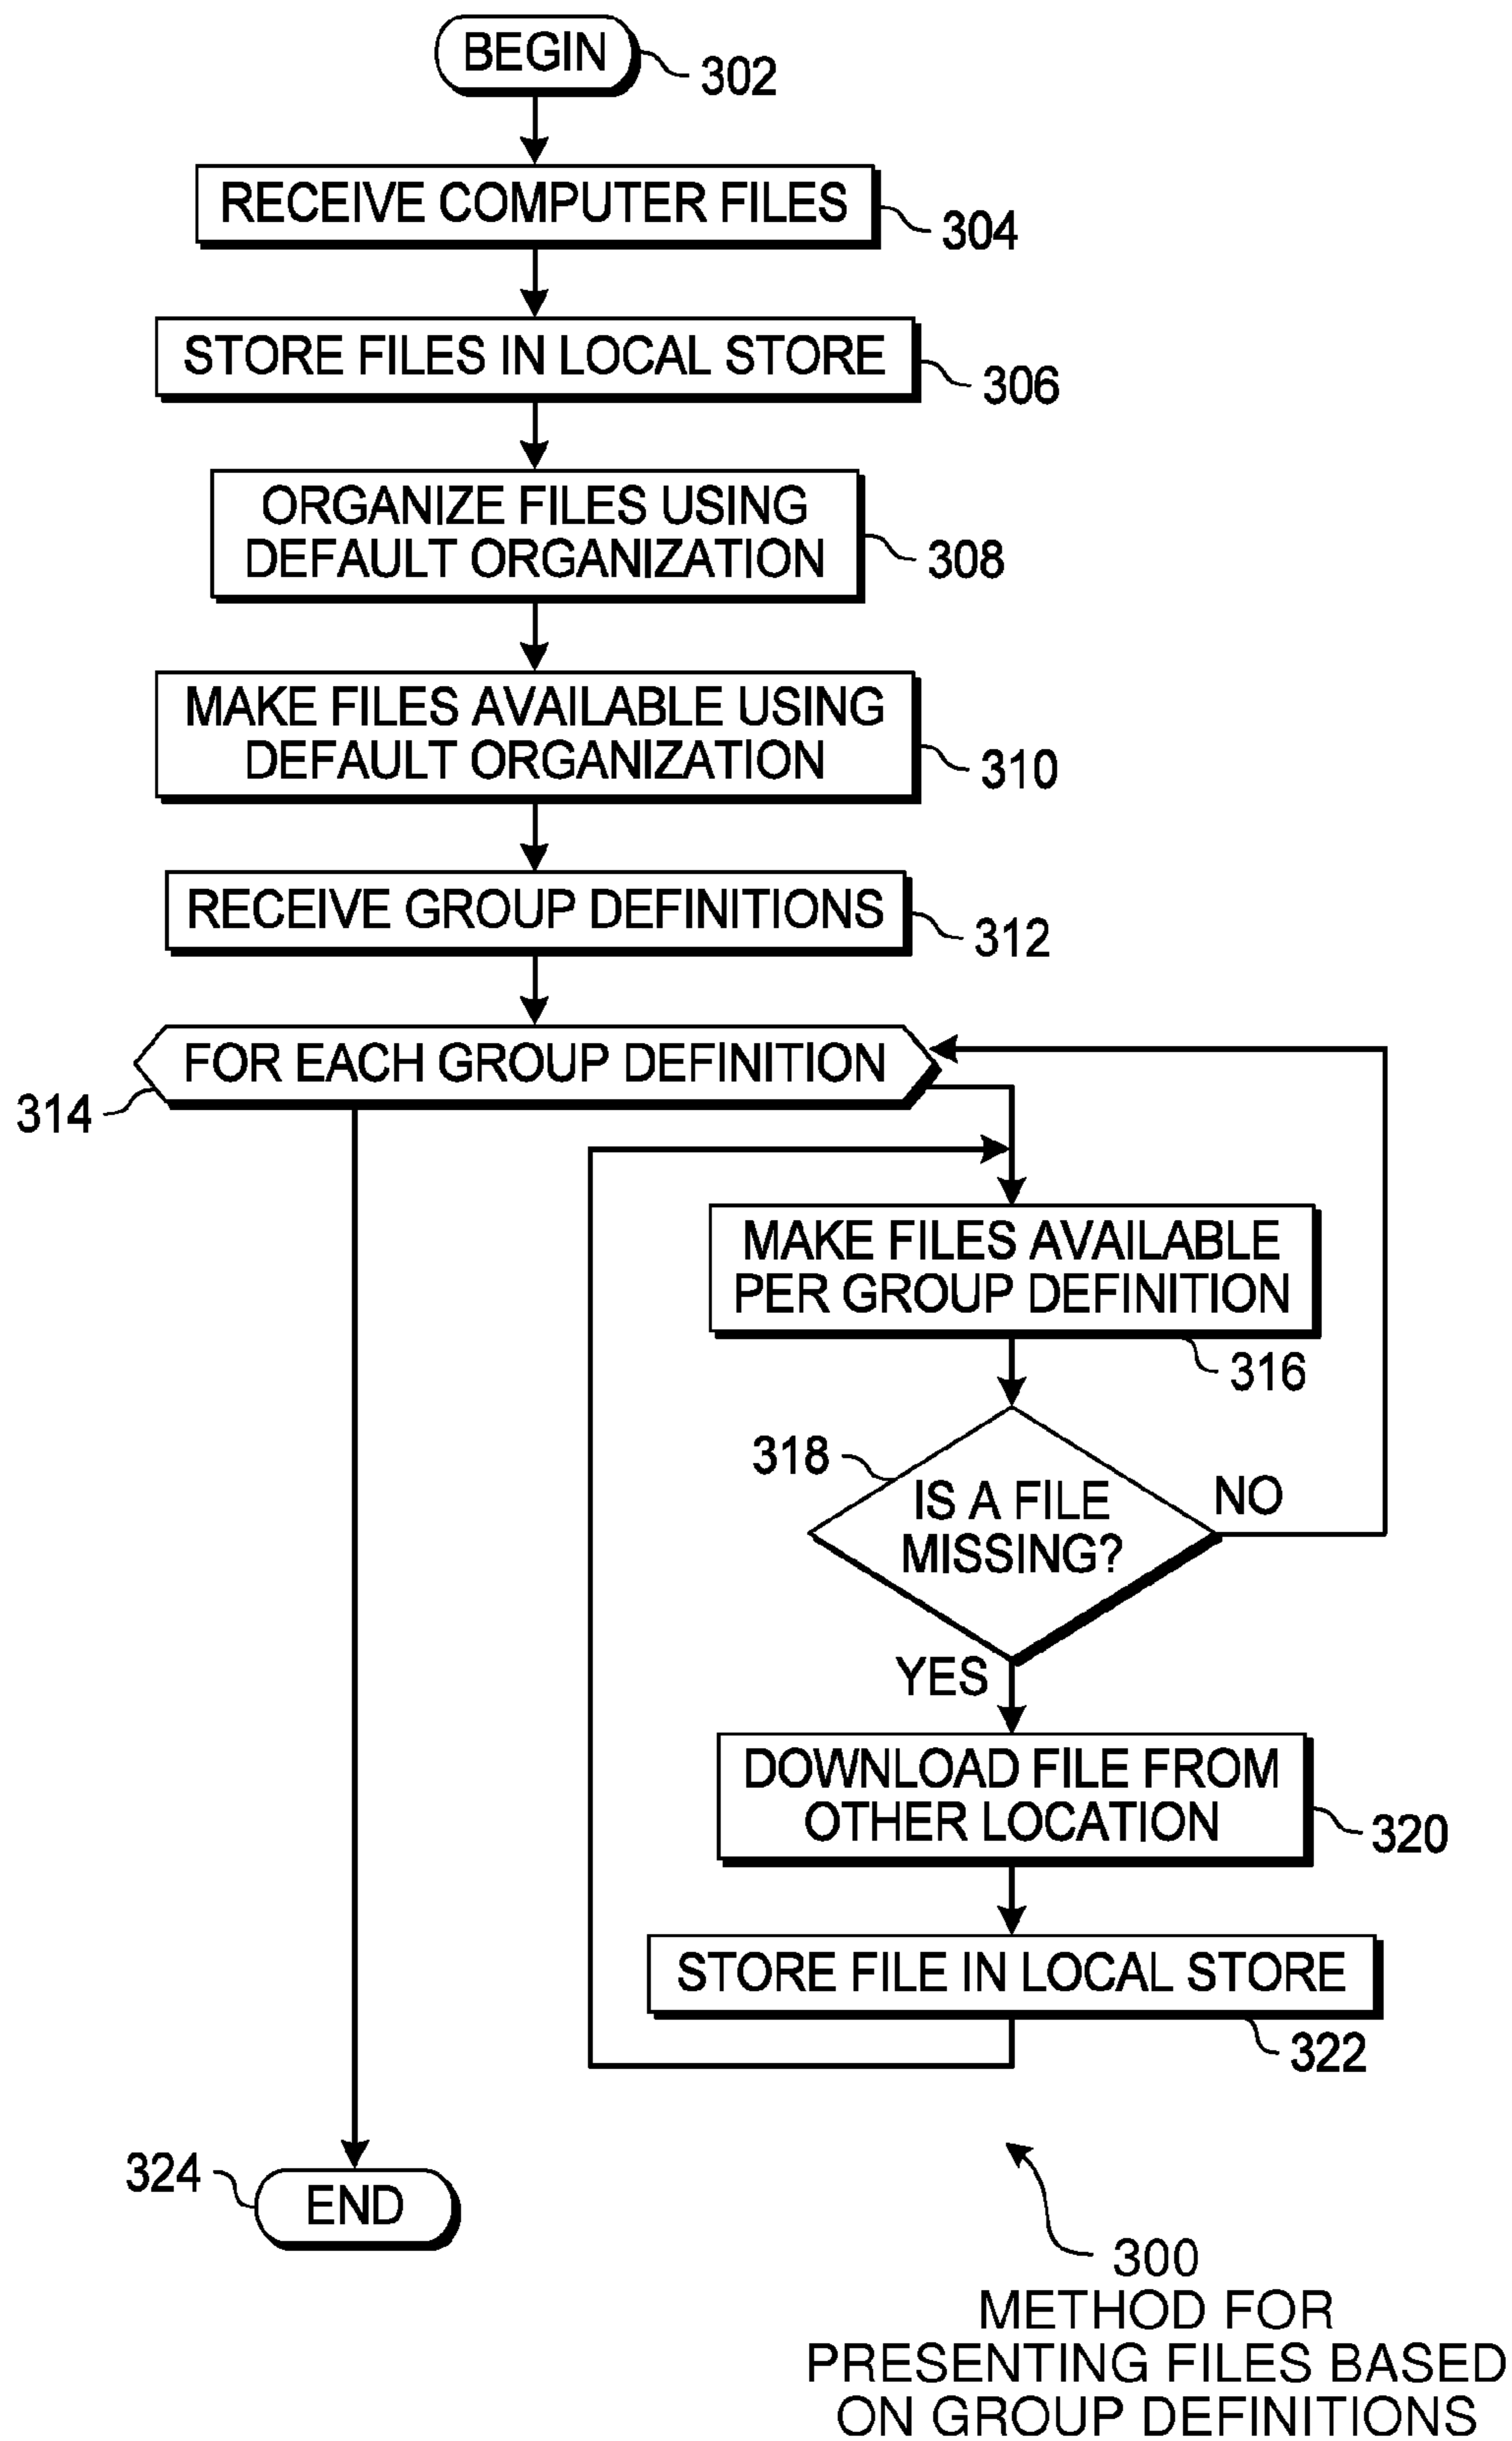 BEGIN
302
RECEIVE COMPUTER FILES
304
STORE FILES IN LOCAL STORE
306
ORGANIZE FILES USING
DEFAULT ORGANIZATION
308
MAKE FILES AVAILABLE USING
DEFAULT ORGANIZATION
310
RECEIVE GROUP DEFINITIONS
312
FOR EACH GROUP DEFINITION
314
MAKE FILES AVAILABLE
PER GROUP DEFINITION
316
318
IS A FILE
MISSING?
NO
YES
DOWNLOAD FILE FROM
OTHER LOCATION
320
STORE FILE IN LOCAL STORE
322
324
END
300
METHOD FOR
PRESENTING FILES BASED
ON GROUP DEFINITIONS